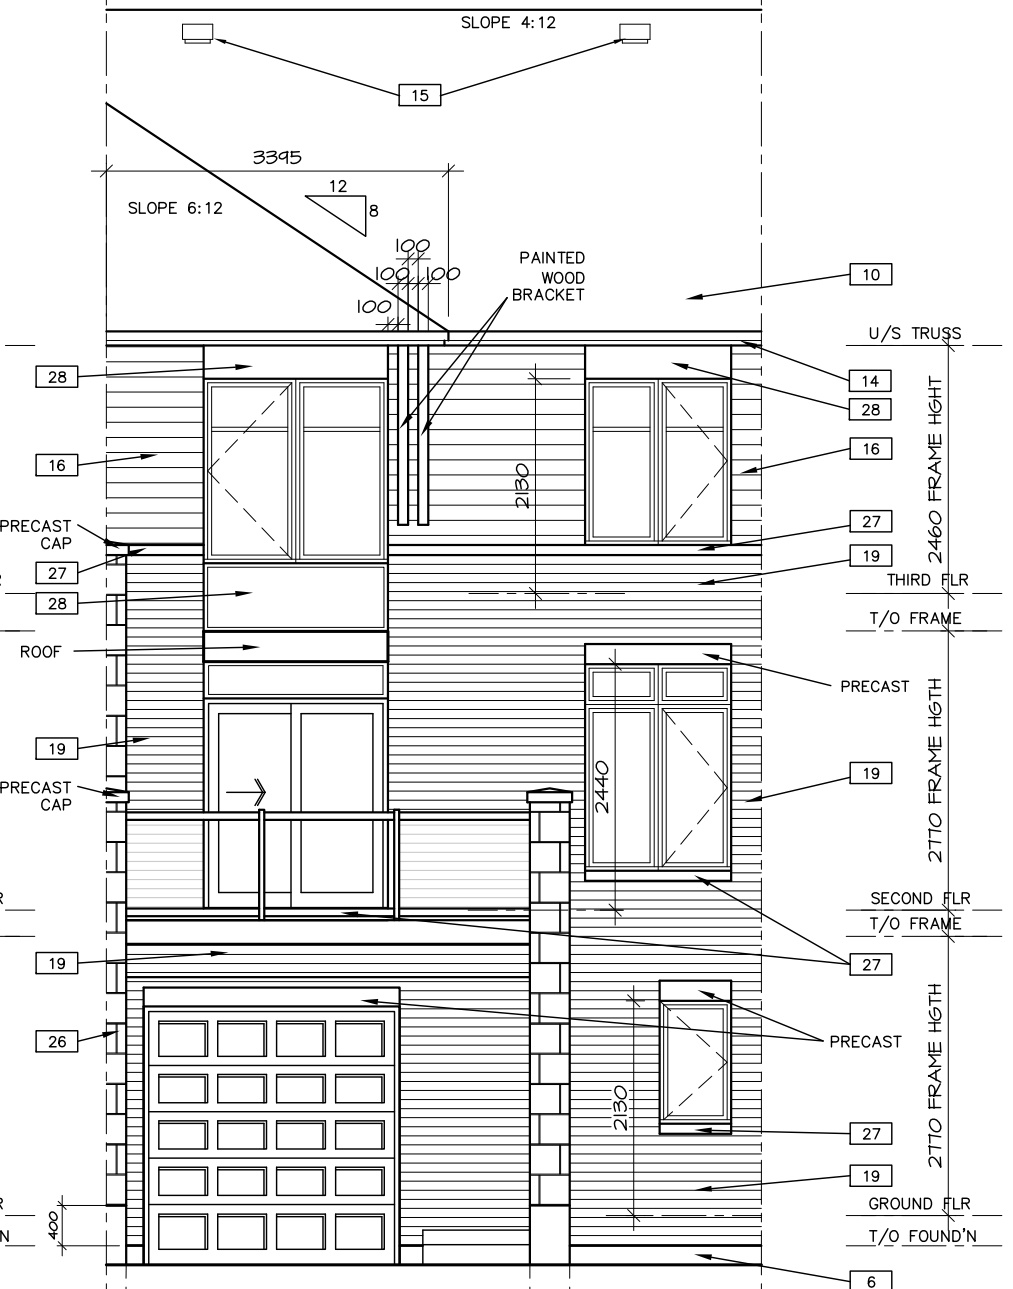 SLOPE 4:12
15
3395
12
8
SLOPE 6:12
100
100
100
100
PAINTED
WOOD
BRACKET
10
U/S TRUSS
28
14
28
16
16
2460 FRAME HGHT
2130
PRECAST
CAP
27
27
19
28
THIRD FLR
T/O FRAME
ROOF
PRECAST
19
2770 FRAME HGTH
2440
19
PRECAST
CAP
R
SECOND FLR
T/O FRAME
19
27
26
PRECAST
2770 FRAME HGTH
2130
27
19
R
GROUND FLR
400
N
T/O FOUND'N
6